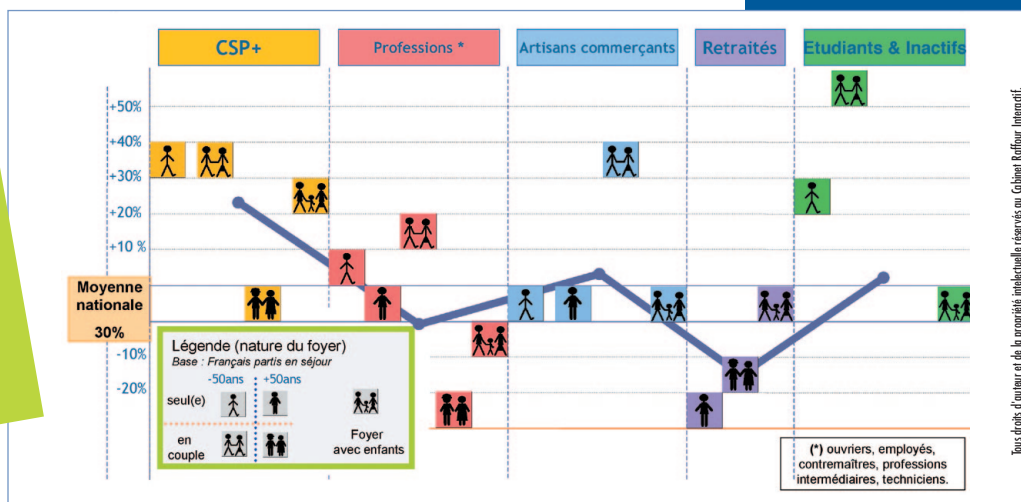 CSP+
Professions *
Artisans commerçants
Retraités
Etudiants & Inactifs
+50%
+40%
+30%
+20%
+10 %
Moyenne
nationale
30%
-10%
-20%
Légende (nature du foyer)
Base : Français partis en séjour
-50ans
+50ans
seul(e)
en
couple
Foyer
avec enfants
(*) ouvriers, employés,
contremaîtres, professions
intermédiaires, techniciens.
Tous droits d'auteur et de la propriété intelectuelle réservés au Cabinet Raffour Interactif.